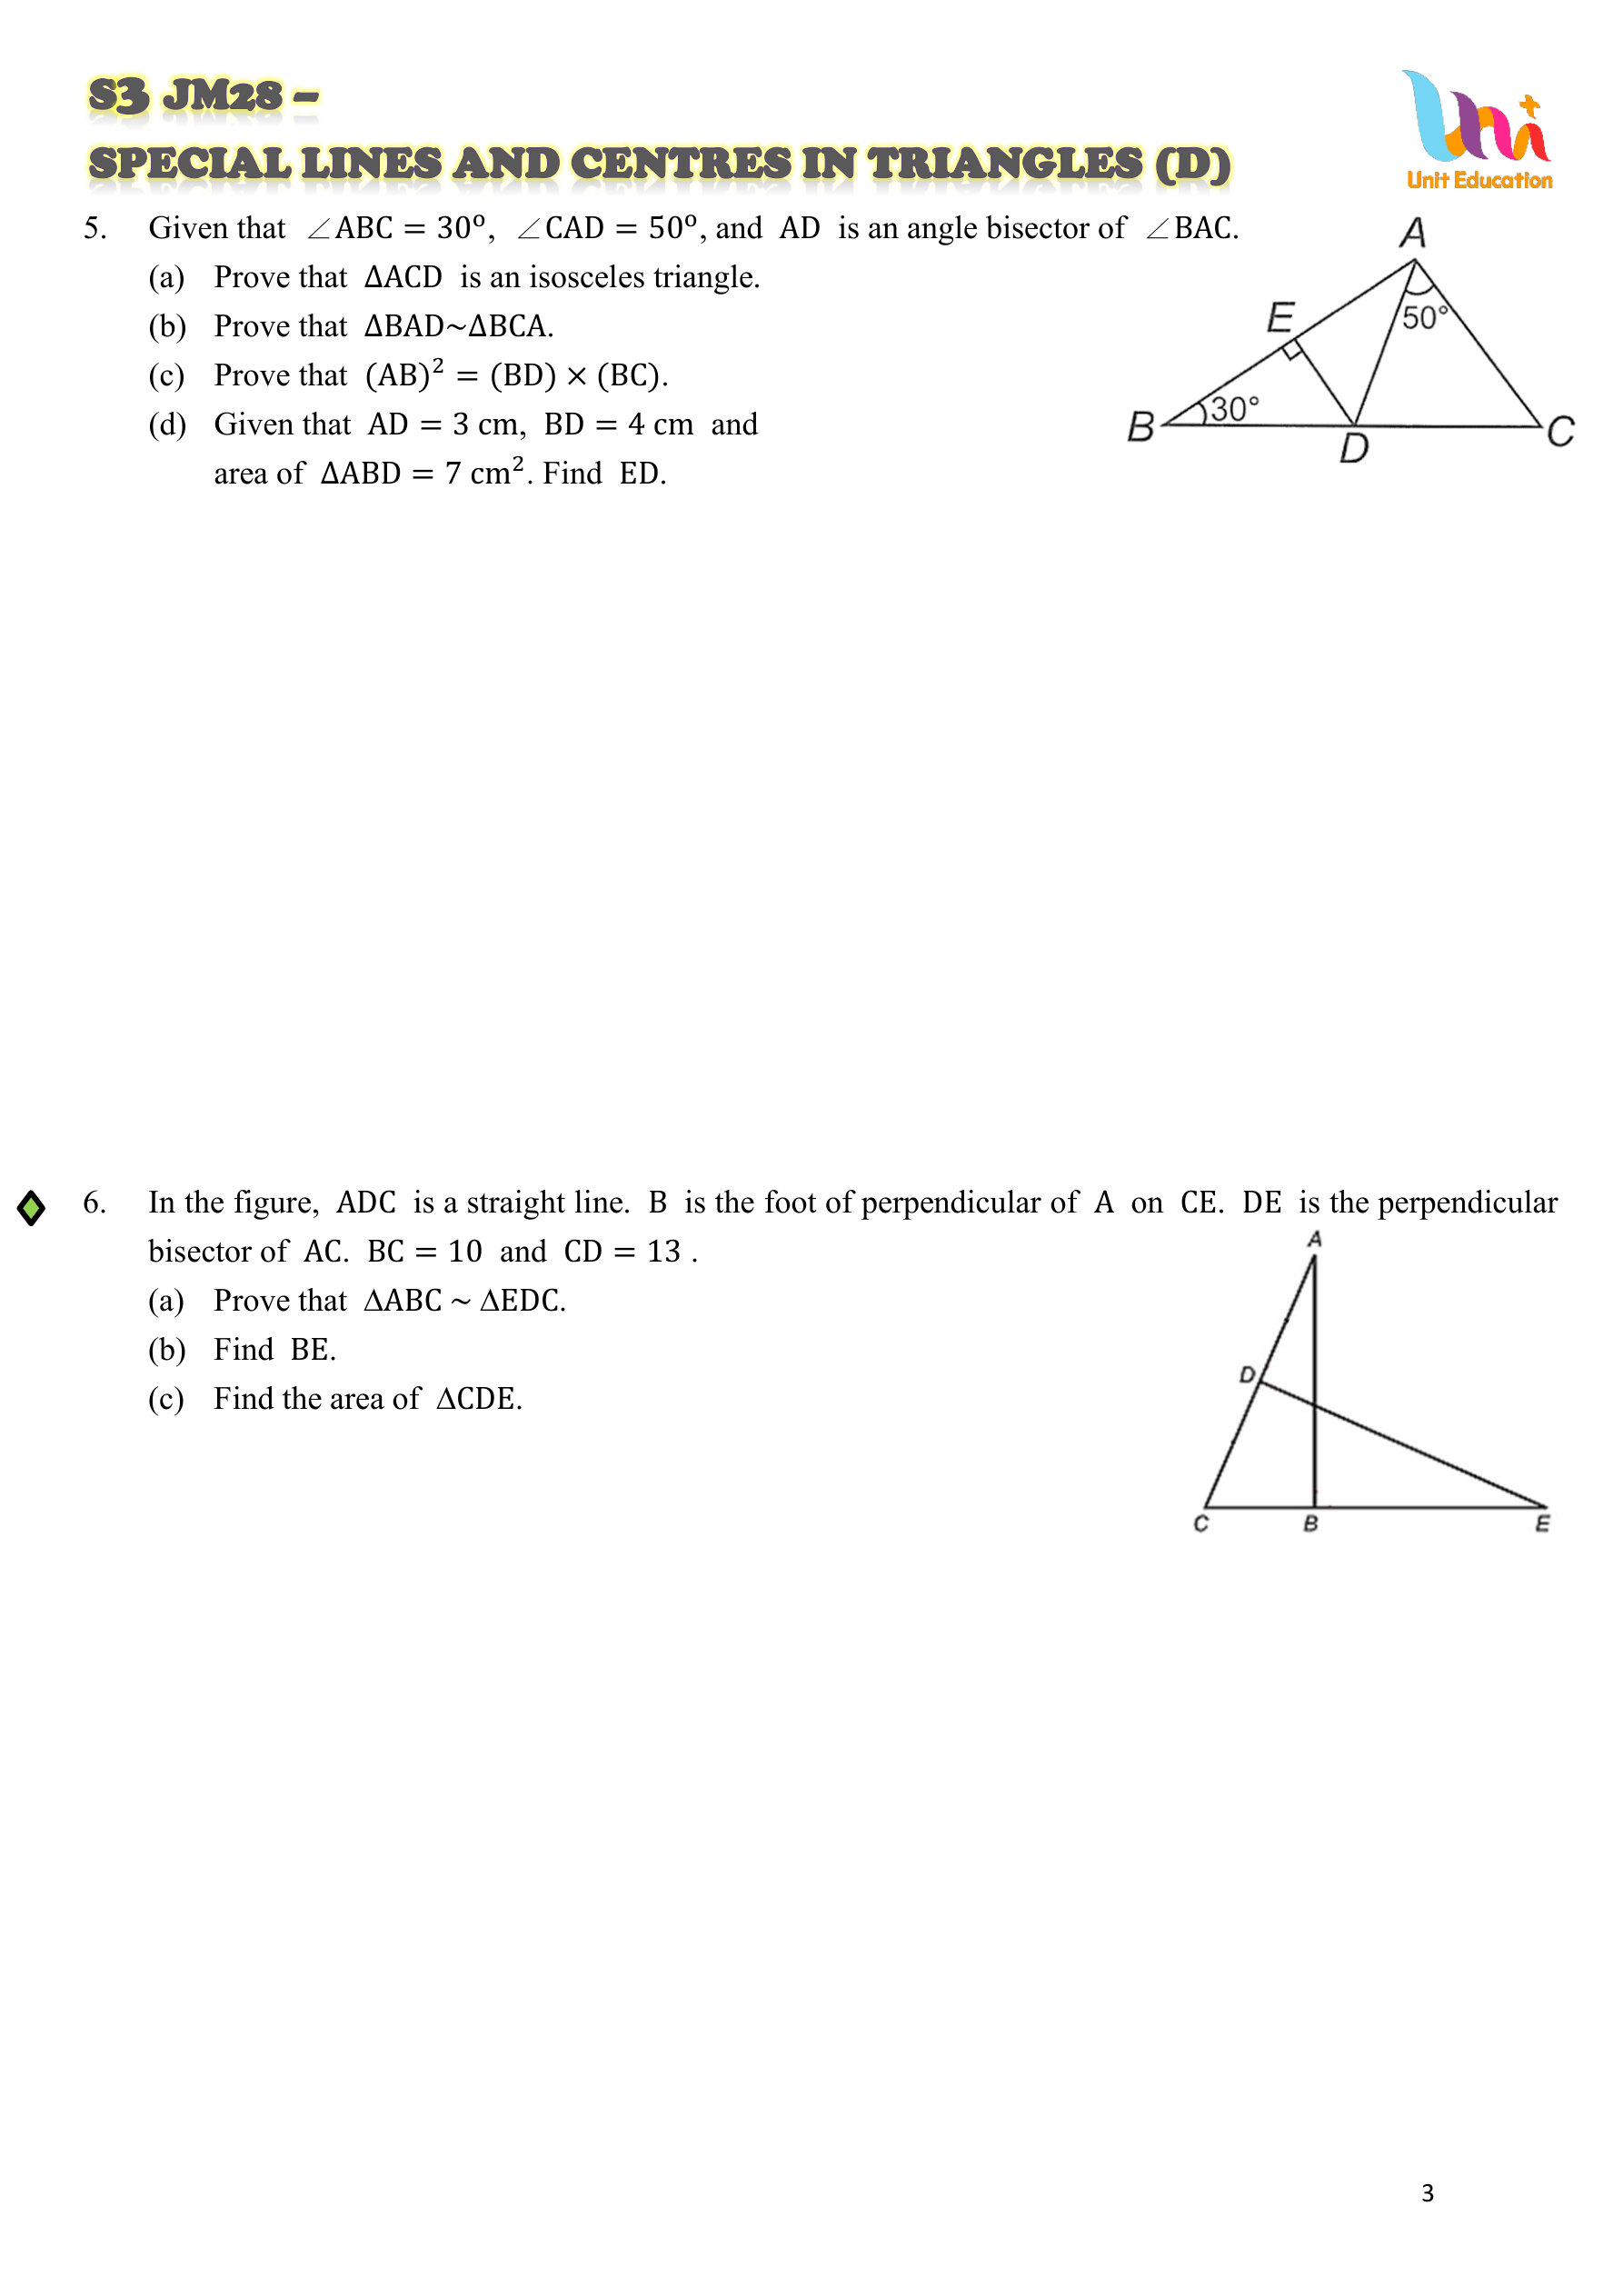 S3 JM28 –
SPECIAL LINES AND CENTRES IN TRIANGLES (D)
Unit Education
5. Given that ∠ABC = 30°, ∠CAD = 50°, and AD is an angle bisector of ∠BAC.
(a) Prove that ΔACD is an isosceles triangle.
(b) Prove that ΔBAD~ΔBCA.
(c) Prove that (AB)² = (BD) × (BC).
(d) Given that AD = 3 cm, BD = 4 cm and
area of ΔABD = 7 cm². Find ED.
A
E
50°
B
30°
D
C
6. In the figure, ADC is a straight line. B is the foot of perpendicular of A on CE. DE is the perpendicular
bisector of AC. BC = 10 and CD = 13 .
(a) Prove that ΔABC ~ ΔEDC.
(b) Find BE.
(c) Find the area of ΔCDE.
A
D
C
B
E
3